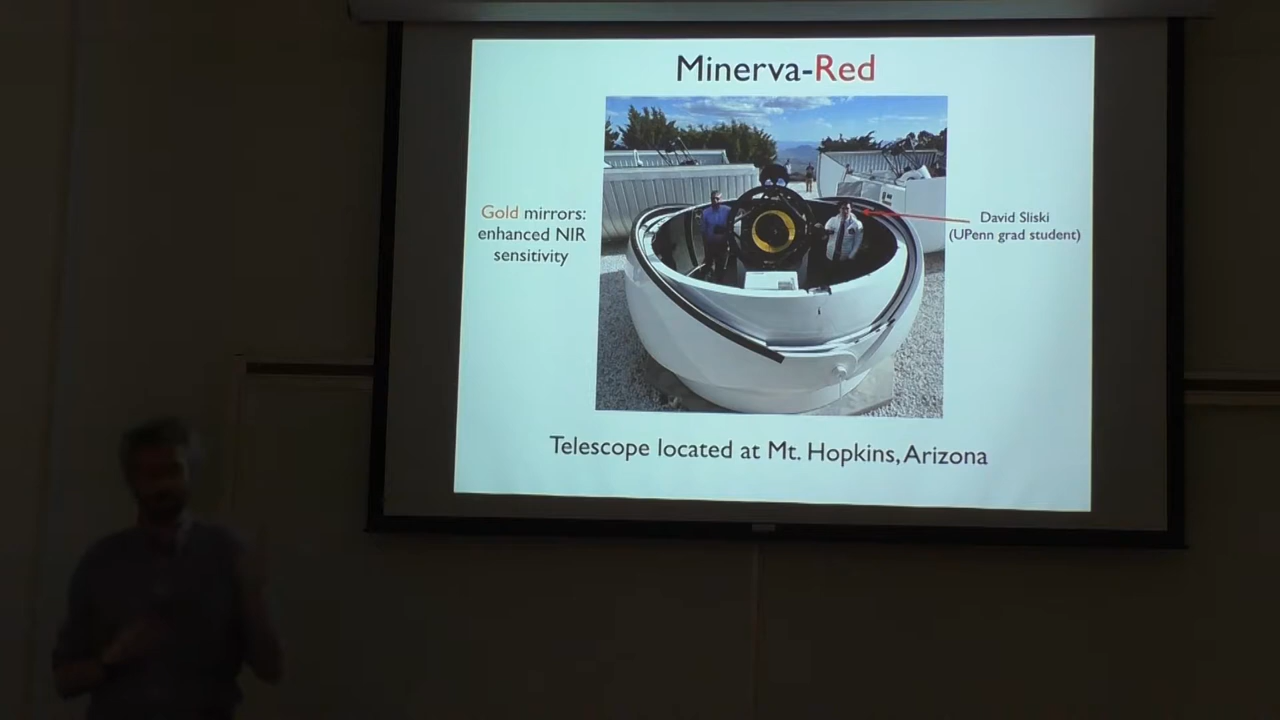 Minerva-Red
Gold mirrors:
enhanced NIR
sensitivity
David Sliski
(UPenn grad student)
Telescope located at Mt. Hopkins, Arizona